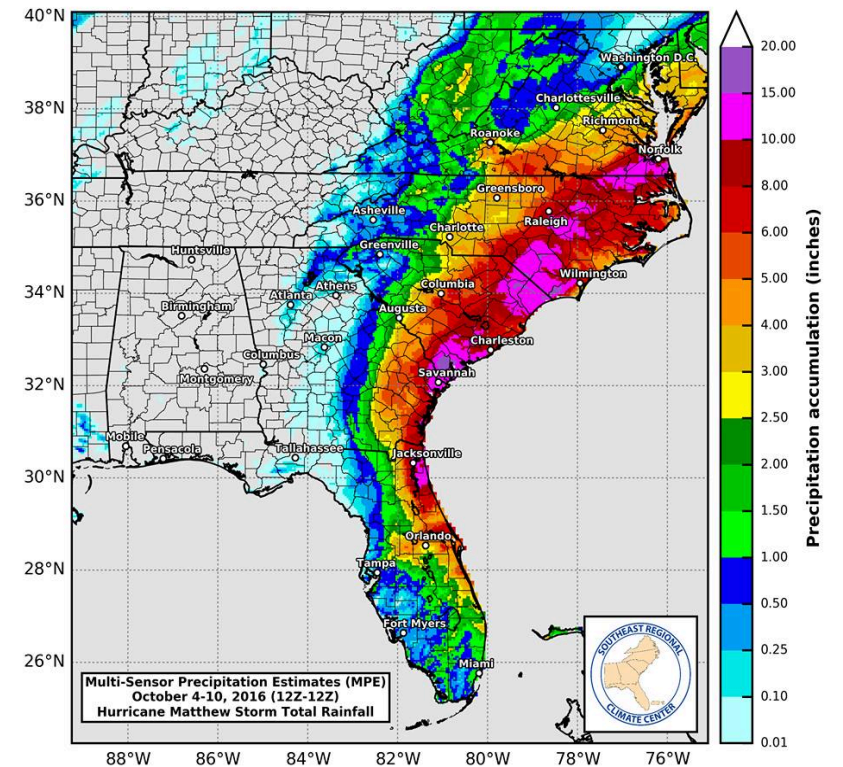 40°N
38°N
36°N
34°N
32°N
30°N
28°N
26°N
88°W 86°W 84°W 82°W 80°W 78°W 76°W
Washington D.C.
Charlottesville
Richmond
Roanoke
Norfolk
Greensboro
Asheville
Raleigh
Charlotte
Greenville
Huntsville
Wilmington
Athens
Columbia
Atlanta
Birmingham
Augusta
Macon
Charleston
Columbus
Savannah
Montgomery
Mobile
Pensacola
Tallahassee
Jacksonville
Orlando
Tampa
Fort Myers
Miami
Multi-Sensor Precipitation Estimates (MPE)
October 4-10, 2016 (12Z-12Z)
Hurricane Matthew Storm Total Rainfall
SOUTHEAST REGIONAL
CLIMATE CENTER
20.00
15.00
10.00
8.00
6.00
5.00
4.00
3.00
2.50
2.00
1.50
1.00
0.50
0.25
0.10
0.01
Precipitation accumulation (inches)